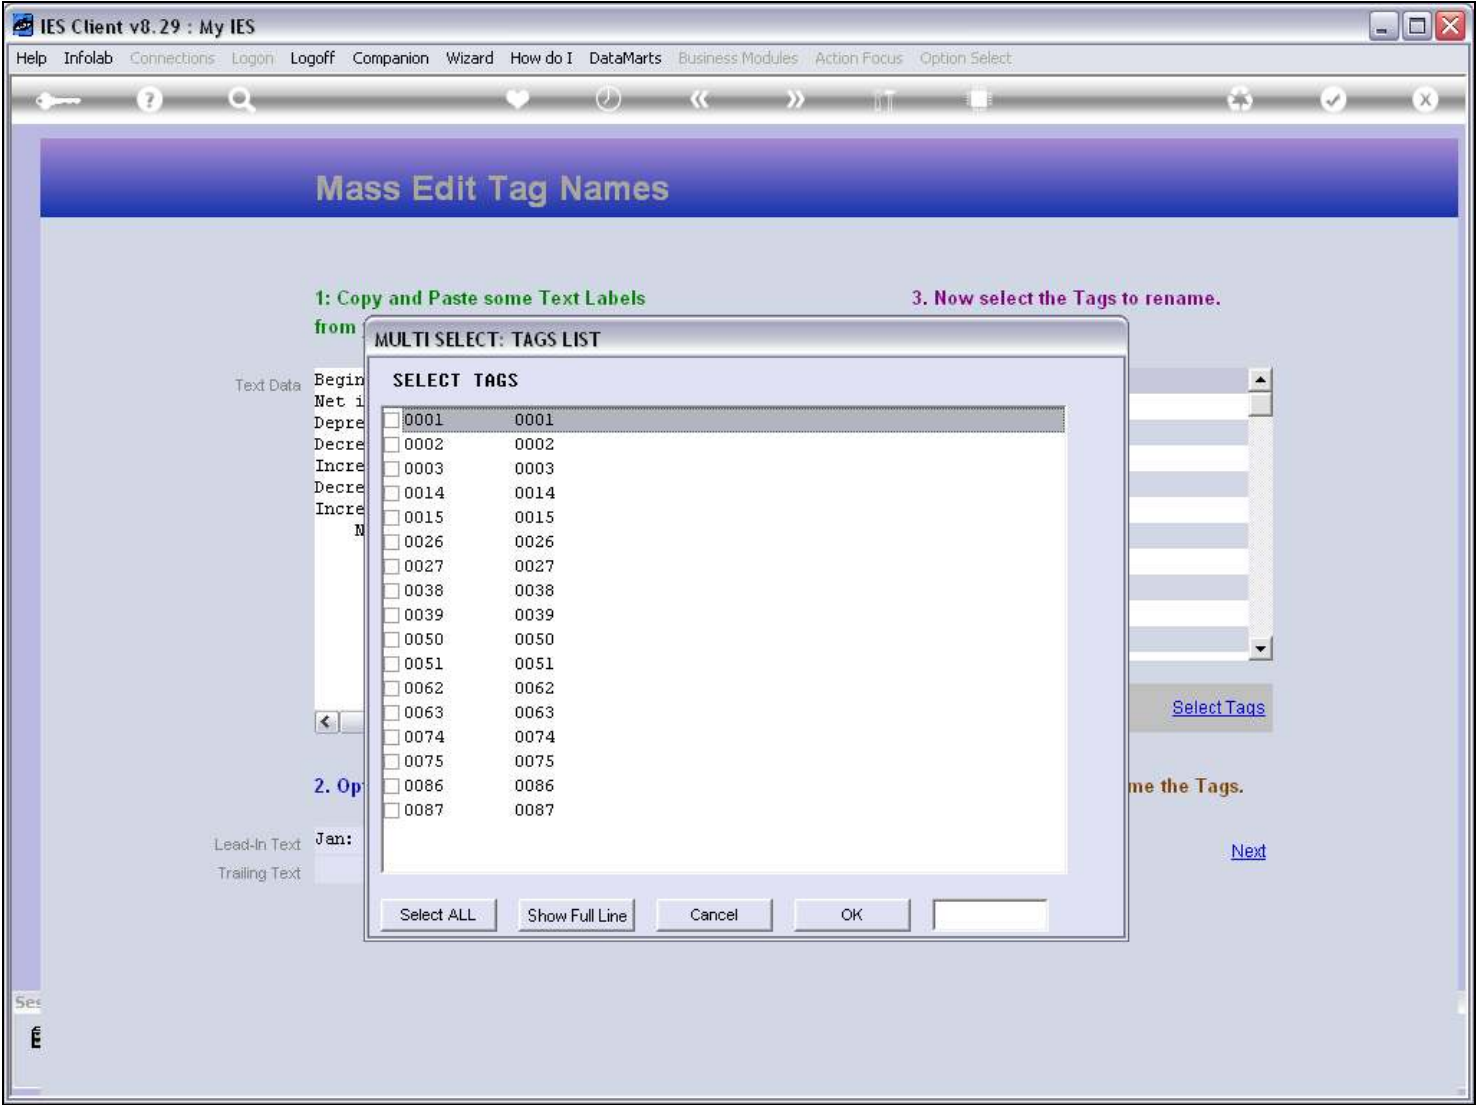 IES Client v8.29 : My IES
Help Infolab Connections Logon Logoff Companion Wizard How do I DataMarts Business Modules Action Focus Option Select
Mass Edit Tag Names
1: Copy and Paste some Text Labels
from
3. Now select the Tags to rename.
MULTI SELECT: TAGS LIST
SELECT TAGS
Text Data
Begin
Net i
Depre
Decre
Incre
Decre
Incre
N
0001 0001
0002 0002
0003 0003
0014 0014
0015 0015
0026 0026
0027 0027
0038 0038
0039 0039
0050 0050
0051 0051
0062 0062
0063 0063
0074 0074
0075 0075
0086 0086
0087 0087
Select Tags
2. Op
me the Tags.
Lead-In Text Jan:
Trailing Text
Next
Select ALL Show Full Line Cancel OK
Ses